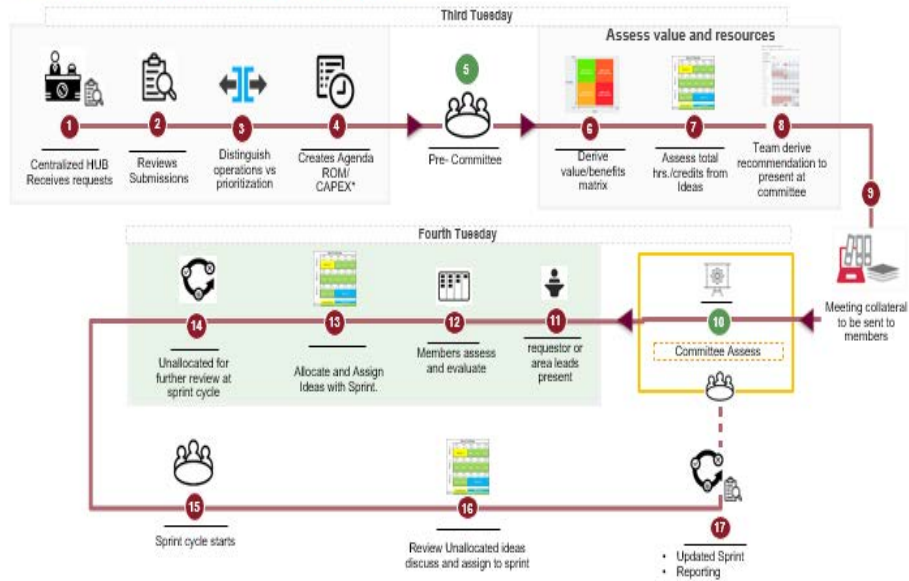 Third Tuesday
Assess value and resources
1
Centralized HUB
Receives requests
2
Reviews
Submissions
3
Distinguish
operations vs
prioritization
4
Creates Agenda
ROM/
CAPEX*
5
Pre- Committee
6
Derive
value/benefits
matrix
7
Assess total
hrs./credits from
Ideas
8
Team derive
recommendation to
present at
committee
9
Meeting collateral
to be sent to
members
Fourth Tuesday
10
Committee Assess
11
requestor or
area leads
present
12
Members assess
and evaluate
13
Allocate and Assign
Ideas with Sprint.
14
Unallocated for
further review at
sprint cycle
15
Sprint cycle starts
16
Review Unallocated ideas
discuss and assign to sprint
17
• Updated Sprint
• Reporting